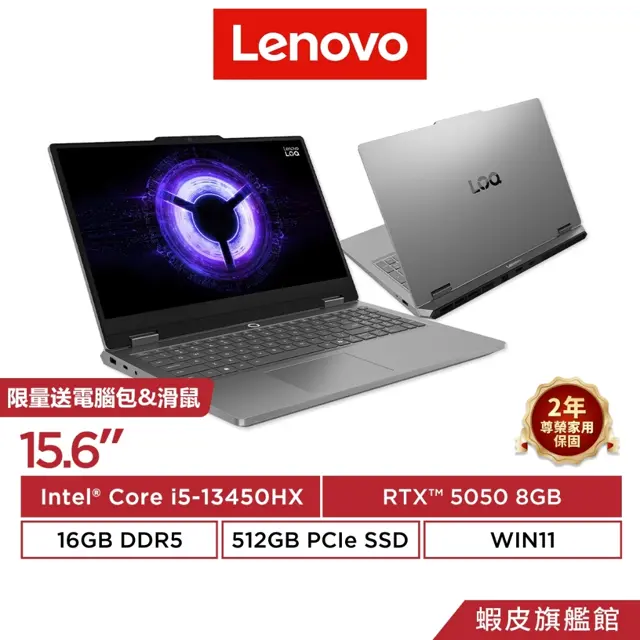 Lenovo
Lenovo
LOQ
LOQ
Lenovo
限量送電腦包&滑鼠
2年
尊榮家用
保固
15.6”
Intel® Core i5-13450HX
RTX™ 5050 8GB
16GB DDR5
512GB PCIe SSD
WIN11
蝦皮旗艦館